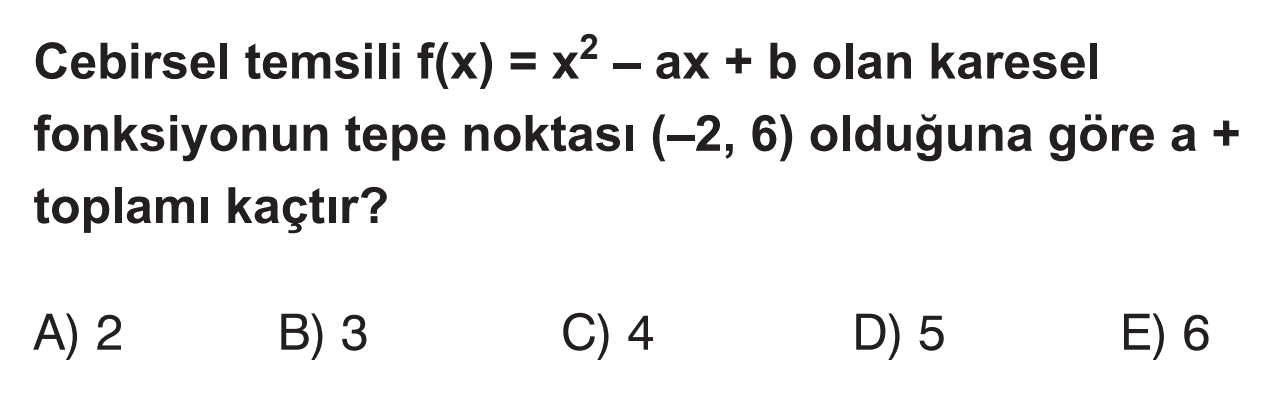 Cebirsel temsili f(x) = x² – ax + b olan karesel
fonksiyonun tepe noktası (–2, 6) olduğuna göre a +
toplamı kaçtır?
A) 2 B) 3 C) 4 D) 5 E) 6